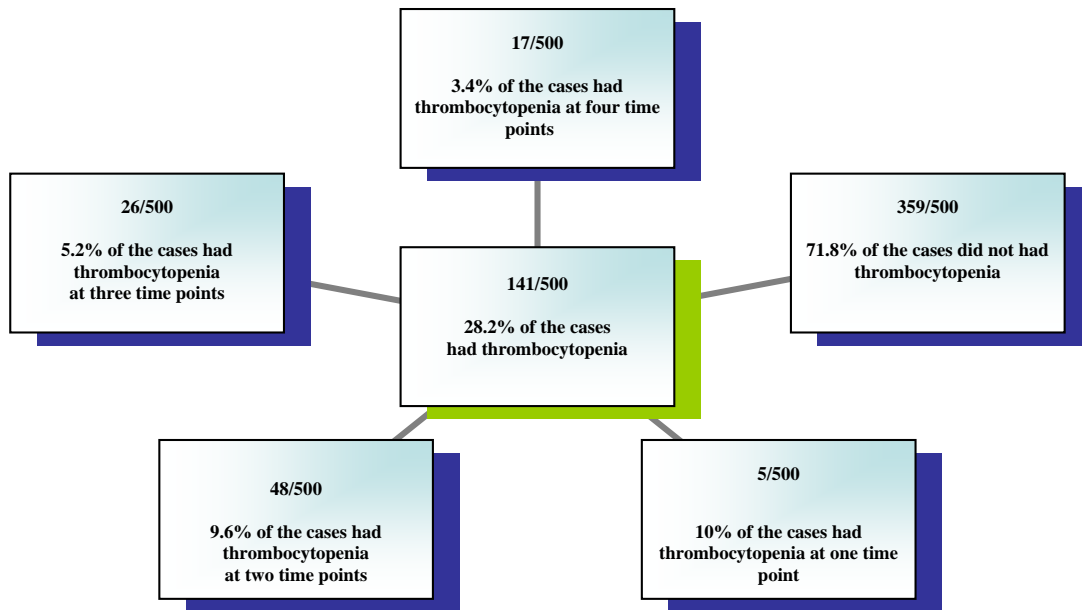 17/500
3.4% of the cases had
thrombocytopenia at four time
points
26/500
5.2% of the cases had
thrombocytopenia
at three time points
359/500
71.8% of the cases did not had
thrombocytopenia
141/500
28.2% of the cases
had thrombocytopenia
48/500
9.6% of the cases had
thrombocytopenia
at two time points
5/500
10% of the cases had
thrombocytopenia at one time
point